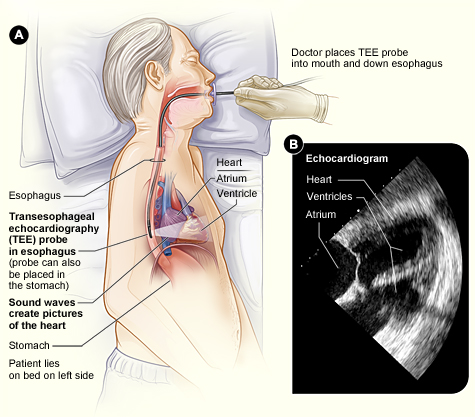 A
Doctor places TEE probe
into mouth and down esophagus
Esophagus
Transesophageal
echocardiography
(TEE) probe
in esophagus
(probe can also
be placed in
the stomach)
Sound waves
create pictures
of the heart
Stomach
Patient lies
on bed on left side
Heart
Atrium
Ventricle
B
Echocardiogram
Heart
Ventricles
Atrium